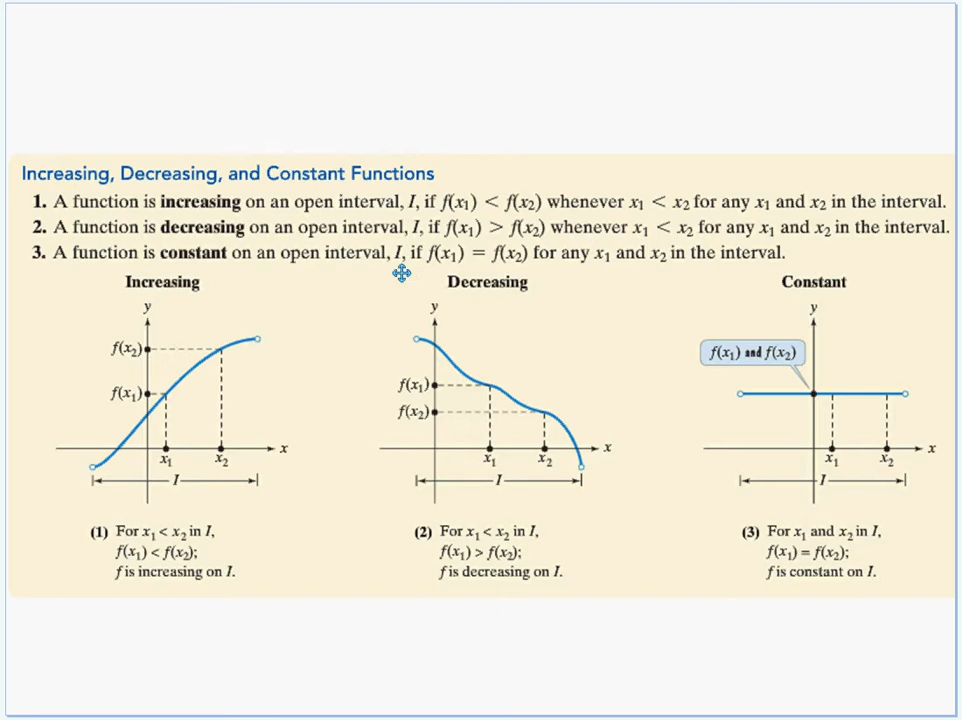 Increasing, Decreasing, and Constant Functions
1. A function is increasing on an open interval, I, if f(x₁) < f(x₂) whenever x₁ < x₂ for any x₁ and x₂ in the interval.
2. A function is decreasing on an open interval, I, if f(x₁) > f(x₂) whenever x₁ < x₂ for any x₁ and x₂ in the interval.
3. A function is constant on an open interval, I, if f(x₁) = f(x₂) for any x₁ and x₂ in the interval.
Increasing
y
f(x₂)
f(x₁)
x
x₁
x₂
I
(1) For x₁ < x₂ in I,
f(x₁) < f(x₂);
f is increasing on I.
Decreasing
y
f(x₁)
f(x₂)
x
x₁
x₂
I
(2) For x₁ < x₂ in I,
f(x₁) > f(x₂);
f is decreasing on I.
Constant
y
f(x₁) and f(x₂)
x
x₁
x₂
I
(3) For x₁ and x₂ in I,
f(x₁) = f(x₂);
f is constant on I.